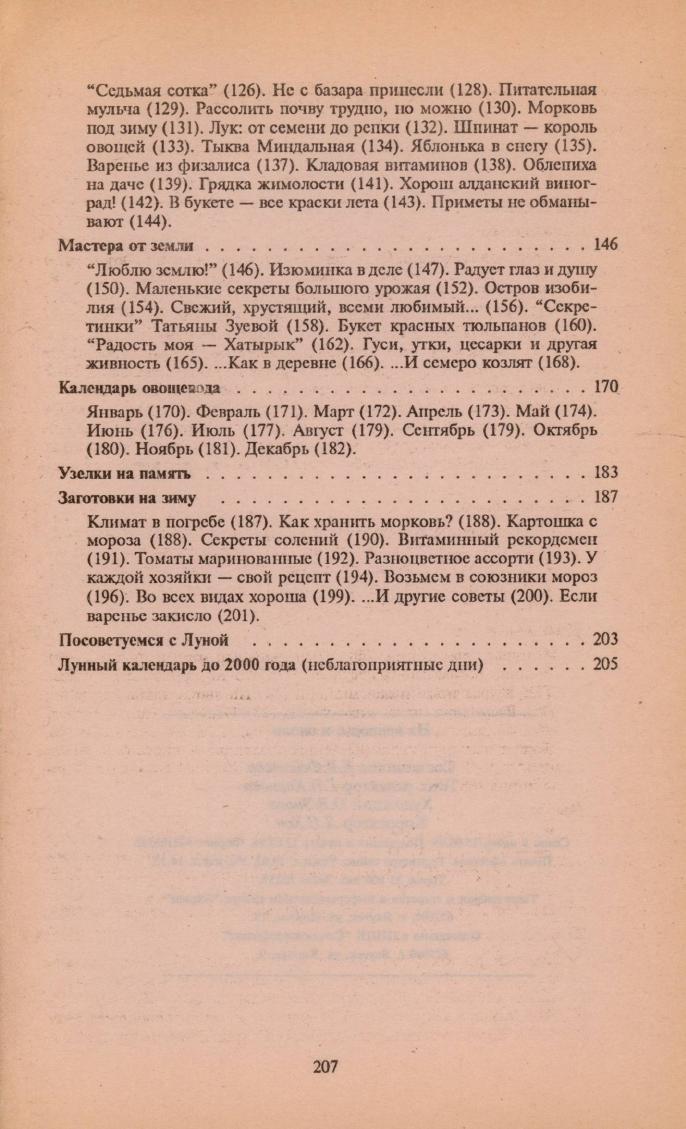 “Седьмая сотка” (126). Не с базара принесли (128). Питательная
мульча (129). Рассолить почву трудно, но можно (130). Морковь
под зиму (131). Лук: от семени до репки (132). Шпинат — король
овощей (133). Тыква Миндальная (134). Яблонька в снегу (135).
Варенье из физалиса (137). Кладовая витаминов (138). Облепиха
на даче (139). Грядка жимолости (141). Хорош алданский виног-
рад! (142). В букете — все краски лета (143). Приметы не обманы-
вают (144).
Мастера от земли . . . . . . . . . . . . . . . . . . . . . . . . . 146
“Люблю землю!” (146). Изюминка в деле (147). Радует глаз и душу
(150). Маленькие секреты большого урожая (152). Остров изоби-
лия (154). Свежий, хрустящий, всеми любимый... (156). “Секре-
тинки” Татьяны Зуевой (158). Букет красных тюльпанов (160).
“Радость моя — Хатырык” (162). Гуси, утки, цесарки и другая
живность (165). ...Как в деревне (166). ...И семеро козлят (168).
Календарь овощевода . . . . . . . . . . . . . . . . . . . . . . . 170
Январь (170). Февраль (171). Март (172). Апрель (173). Май (174).
Июнь (176). Июль (177). Август (179). Сентябрь (179). Октябрь
(180). Ноябрь (181). Декабрь (182).
Узелки на память . . . . . . . . . . . . . . . . . . . . . . . . . 183
Заготовки на зиму . . . . . . . . . . . . . . . . . . . . . . . . 187
Климат в погребе (187). Как хранить морковь? (188). Картошка с
мороза (188). Секреты солений (190). Витаминный рекордсмен
(191). Томаты маринованные (192). Разноцветное ассорти (193). У
каждой хозяйки — свой рецепт (194). Возьмем в союзники мороз
(196). Во всех видах хороша (199). ...И другие советы (200). Если
варенье закисло (201).
Посоветуемся с Луной . . . . . . . . . . . . . . . . . . . . . . 203
Лунный календарь до 2000 года (неблагоприятные дни) . . . . . . 205
207